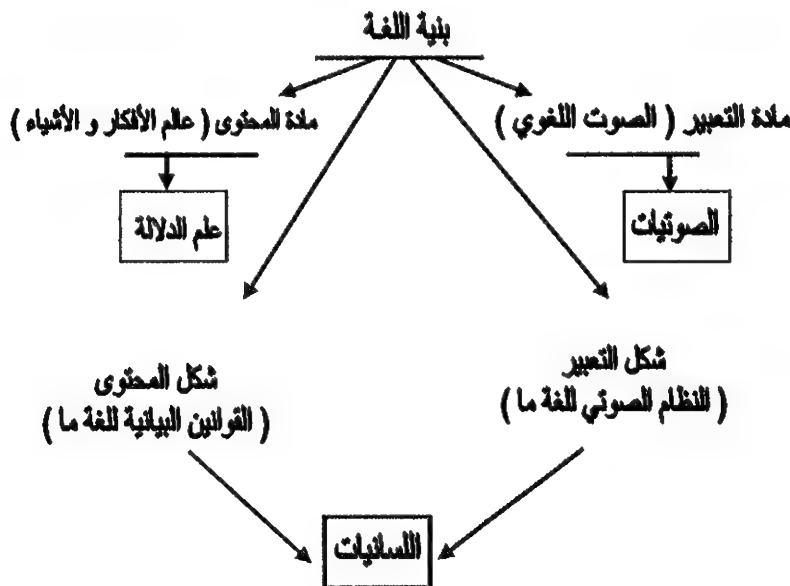 بنية اللغة
مادة التعبير ( الصوت اللغوي )
مادة المحتوى ( عالم الأفكار و الأشياء )
الصوتيات
علم الدلالة
شكل التعبير
( النظام الصوتي للغة ما )
شكل المحتوى
( القوانين البيانية للغة ما )
اللسانيات